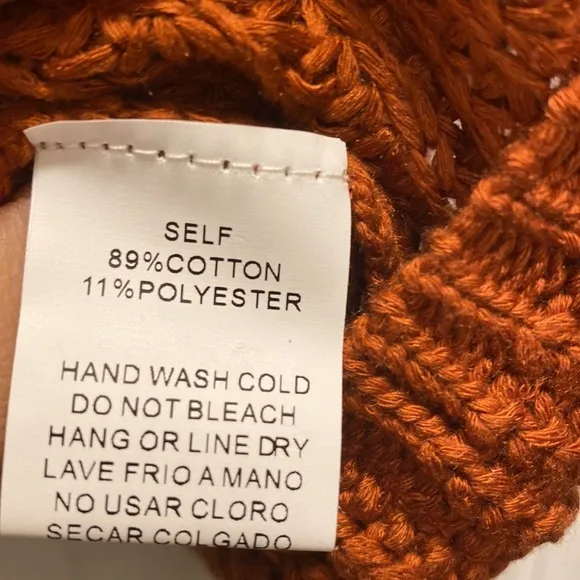 SELF
89%COTTON
11%POLYESTER
HAND WASH COLD
DO NOT BLEACH
HANG OR LINE DRY
LAVE FRIO A MANO
NO USAR CLORO
SECAR COLGADO